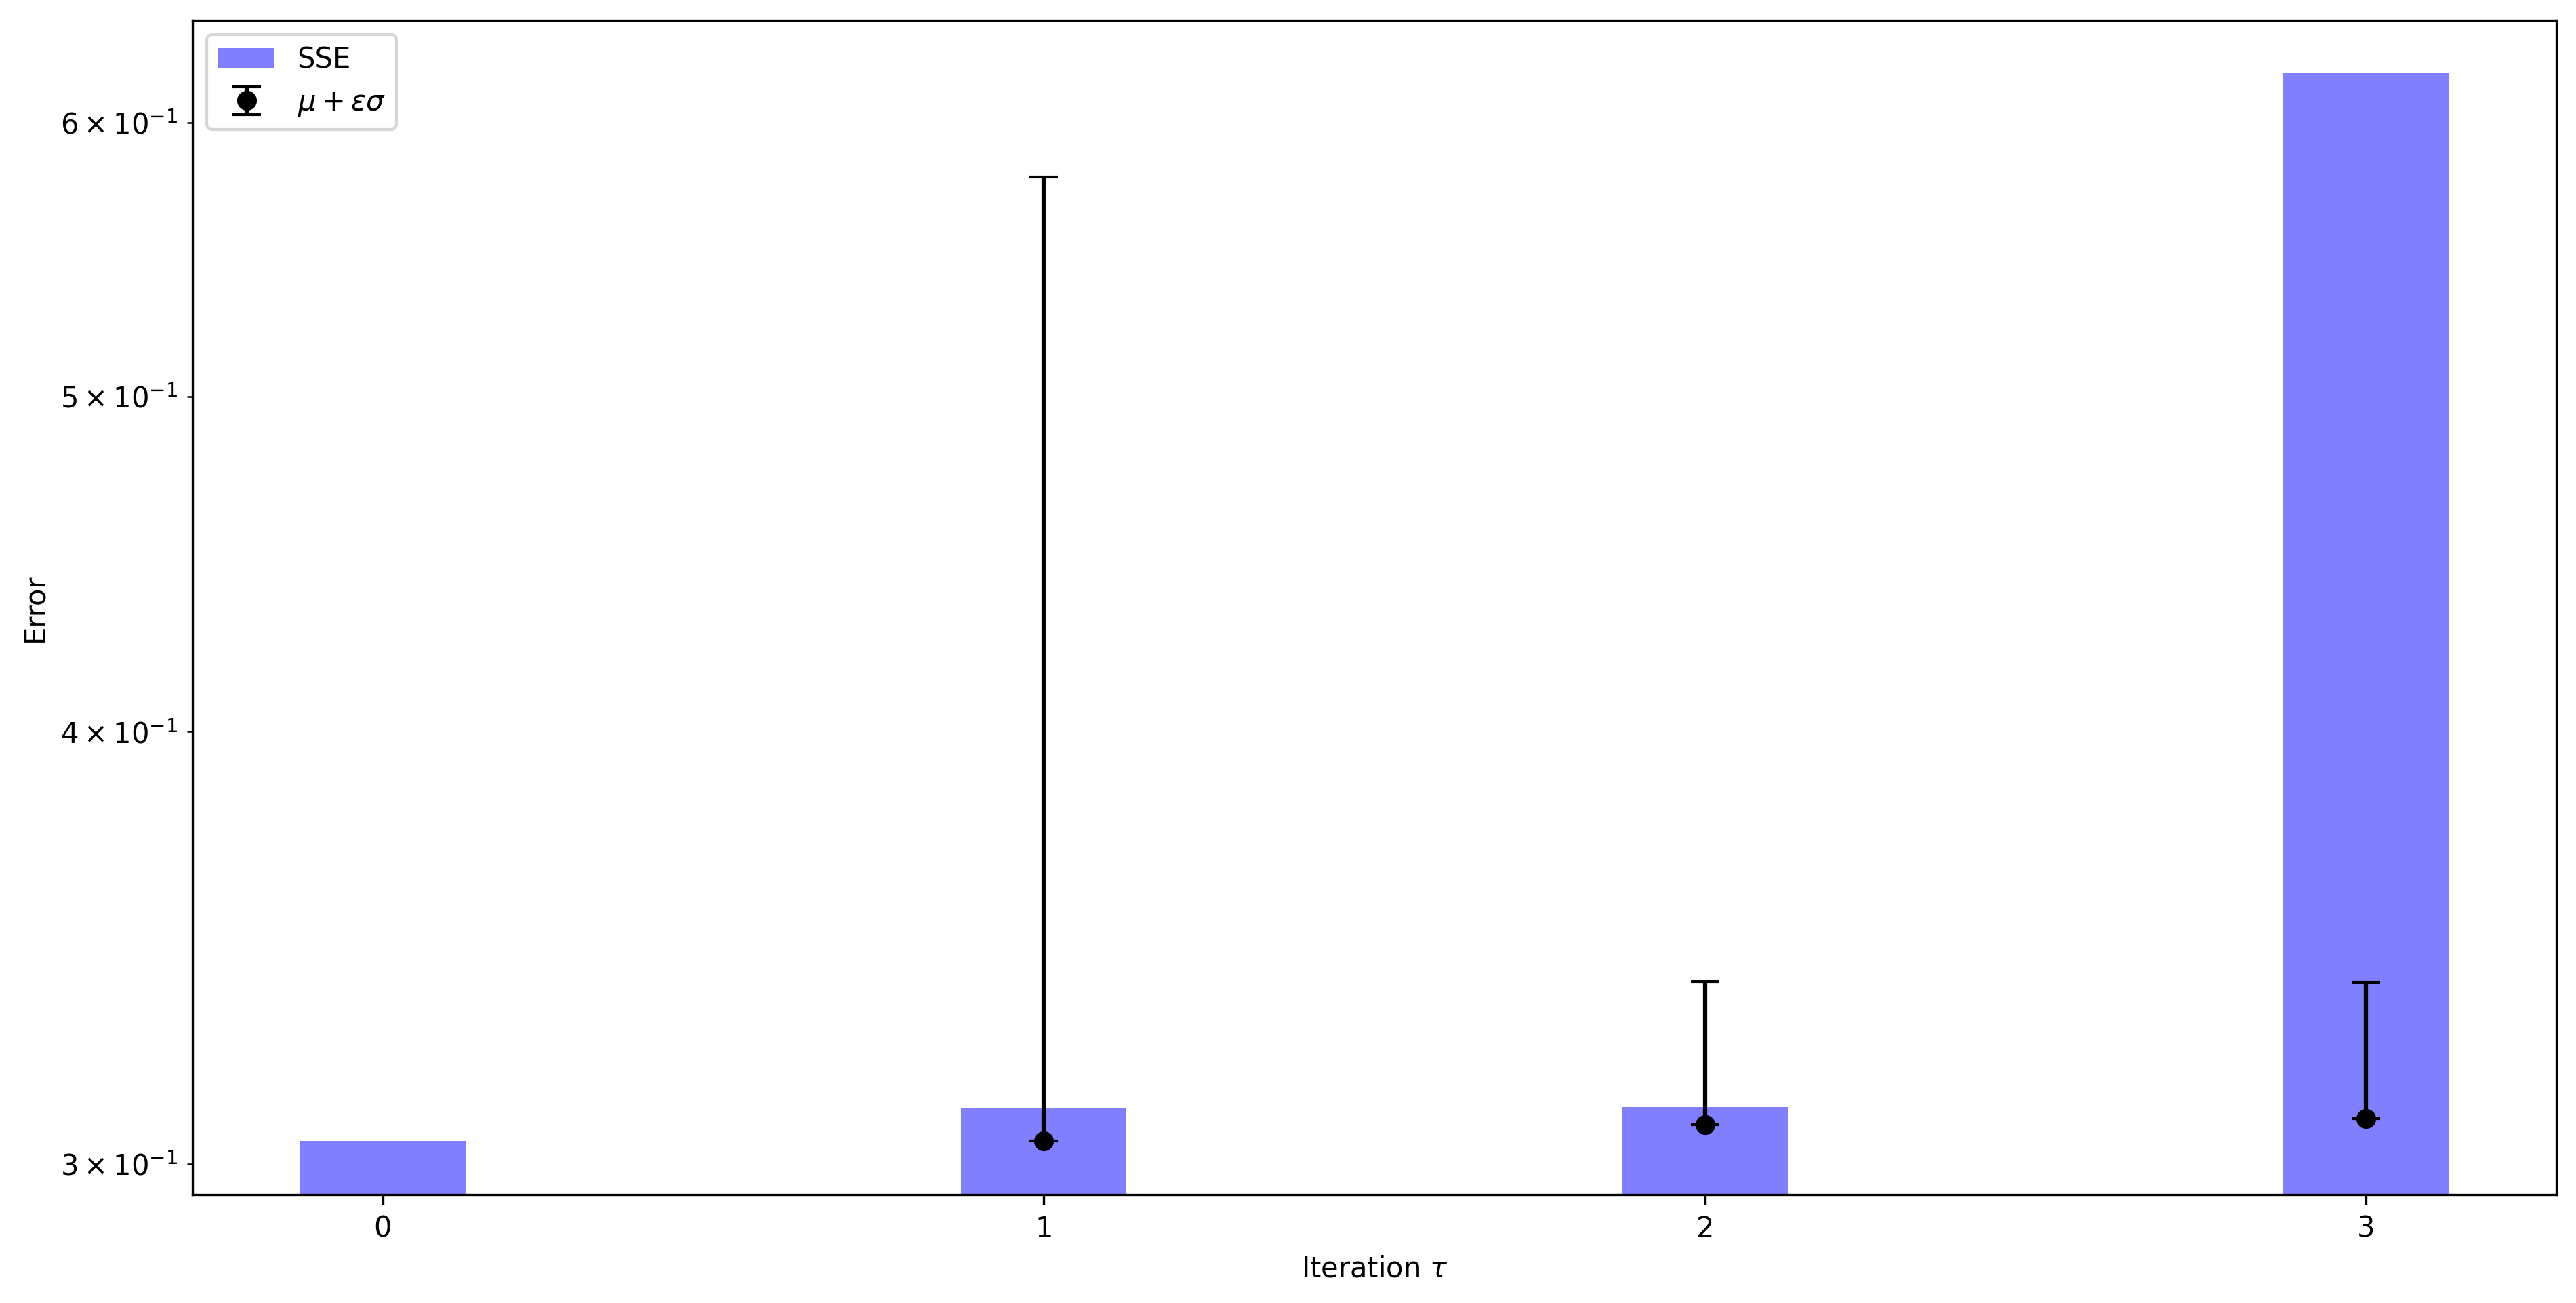 SSE
μ + εσ
6 × 10⁻¹
5 × 10⁻¹
4 × 10⁻¹
3 × 10⁻¹
Error
0 1 2 3
Iteration τ